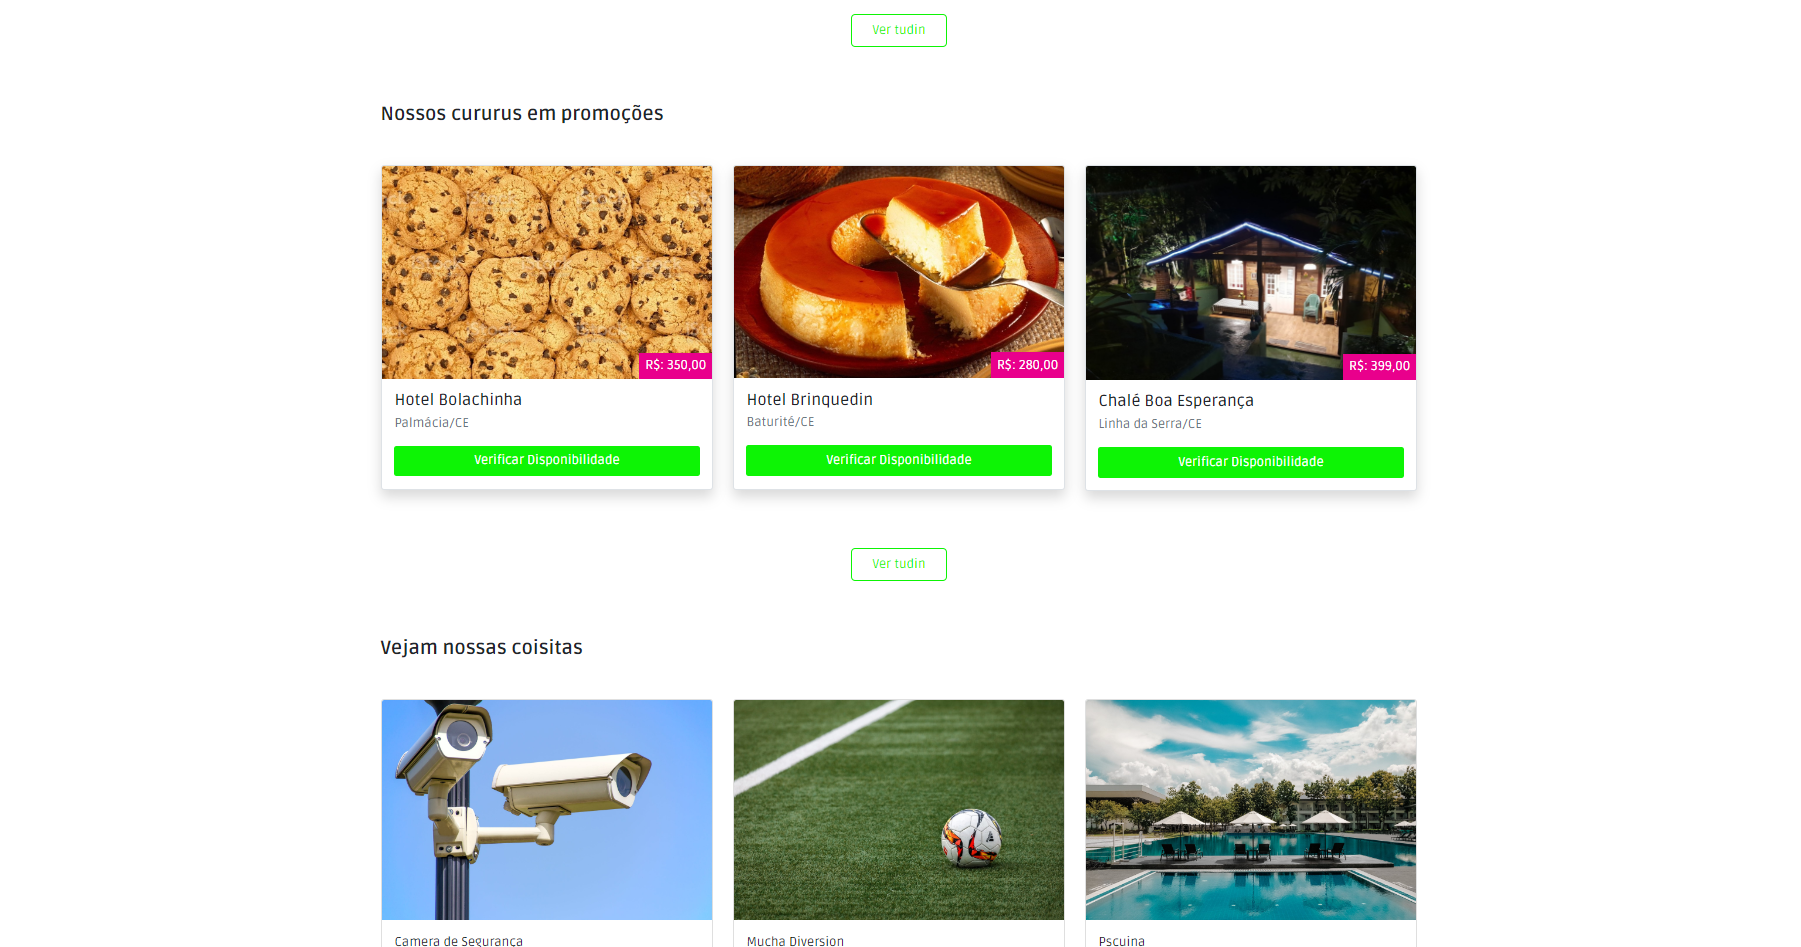 Ver tudin
Nossos cururus em promoções
R$: 350,00
R$: 280,00
R$: 399,00
Hotel Bolachinha
Palmácia/CE
Verificar Disponibilidade
Hotel Brinquedin
Baturité/CE
Verificar Disponibilidade
Chalé Boa Esperança
Linha da Serra/CE
Verificar Disponibilidade
Ver tudin
Vejam nossas coisitas
Camera de Segurança
Mucha Diversion
Pscuina